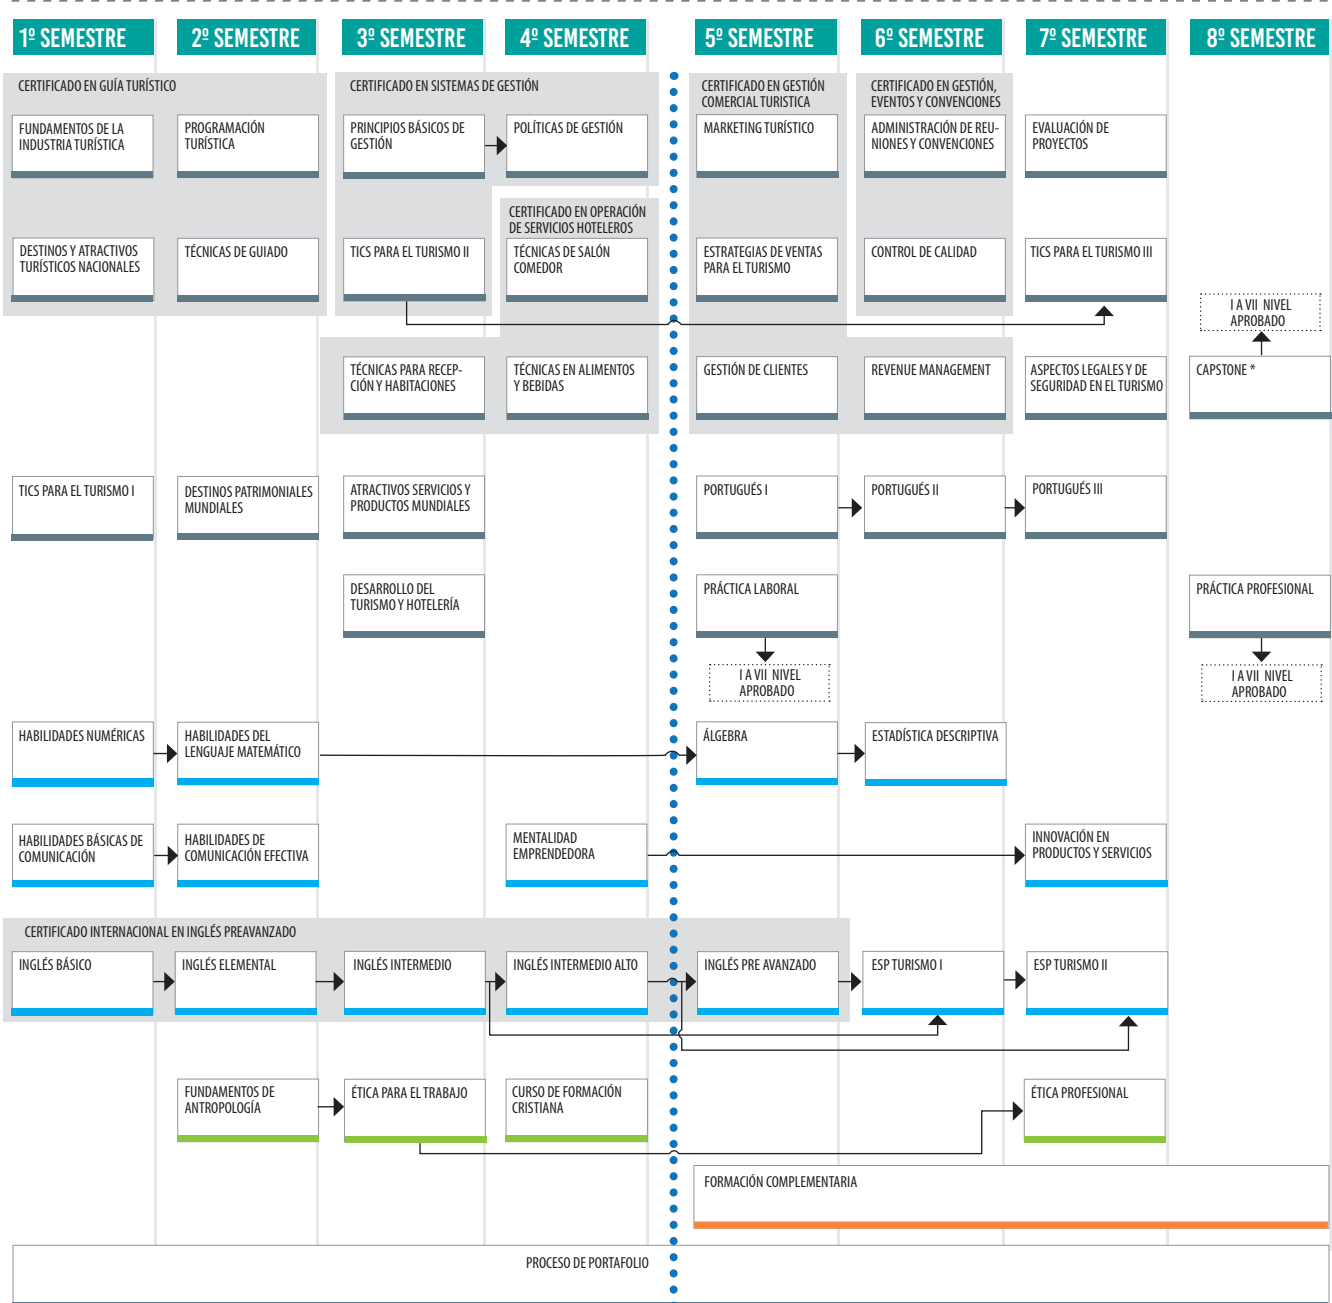 1º SEMESTRE
2º SEMESTRE
3º SEMESTRE
4º SEMESTRE
5º SEMESTRE
6º SEMESTRE
7º SEMESTRE
8º SEMESTRE
CERTIFICADO EN GUÍA TURÍSTICO
CERTIFICADO EN SISTEMAS DE GESTIÓN
CERTIFICADO EN GESTIÓN
COMERCIAL TURISTICA
CERTIFICADO EN GESTIÓN,
EVENTOS Y CONVENCIONES
FUNDAMENTOS DE LA
INDUSTRIA TURÍSTICA
PROGRAMACIÓN
TURÍSTICA
PRINCIPIOS BÁSICOS DE
GESTIÓN
POLÍTICAS DE GESTIÓN
MARKETING TURÍSTICO
ADMINISTRACIÓN DE REU-
NIONES Y CONVENCIONES
EVALUACIÓN DE
PROYECTOS
CERTIFICADO EN OPERACIÓN
DE SERVICIOS HOTELEROS
DESTINOS Y ATRACTIVOS
TURÍSTICOS NACIONALES
TÉCNICAS DE GUIADO
TICS PARA EL TURISMO II
TÉCNICAS DE SALÓN
COMEDOR
ESTRATEGIAS DE VENTAS
PARA EL TURISMO
CONTROL DE CALIDAD
TICS PARA EL TURISMO III
I A VII NIVEL
APROBADO
TÉCNICAS PARA RECEP-
CIÓN Y HABITACIONES
TÉCNICAS EN ALIMENTOS
Y BEBIDAS
GESTIÓN DE CLIENTES
REVENUE MANAGEMENT
ASPECTOS LEGALES Y DE
SEGURIDAD EN EL TURISMO
CAPSTONE *
TICS PARA EL TURISMO I
DESTINOS PATRIMONIALES
MUNDIALES
ATRACTIVOS SERVICIOS Y
PRODUCTOS MUNDIALES
PORTUGUÉS I
PORTUGUÉS II
PORTUGUÉS III
DESARROLLO DEL
TURISMO Y HOTELERÍA
PRÁCTICA LABORAL
PRÁCTICA PROFESIONAL
I A VII NIVEL
APROBADO
I A VII NIVEL
APROBADO
HABILIDADES NUMÉRICAS
HABILIDADES DEL
LENGUAJE MATEMÁTICO
ÁLGEBRA
ESTADÍSTICA DESCRIPTIVA
HABILIDADES BÁSICAS DE
COMUNICACIÓN
HABILIDADES DE
COMUNICACIÓN EFECTIVA
MENTALIDAD
EMPRENDEDORA
INNOVACIÓN EN
PRODUCTOS Y SERVICIOS
CERTIFICADO INTERNACIONAL EN INGLÉS PREAVANZADO
INGLÉS BÁSICO
INGLÉS ELEMENTAL
INGLÉS INTERMEDIO
INGLÉS INTERMEDIO ALTO
INGLÉS PRE AVANZADO
ESP TURISMO I
ESP TURISMO II
FUNDAMENTOS DE
ANTROPOLOGÍA
ÉTICA PARA EL TRABAJO
CURSO DE FORMACIÓN
CRISTIANA
ÉTICA PROFESIONAL
FORMACIÓN COMPLEMENTARIA
PROCESO DE PORTAFOLIO